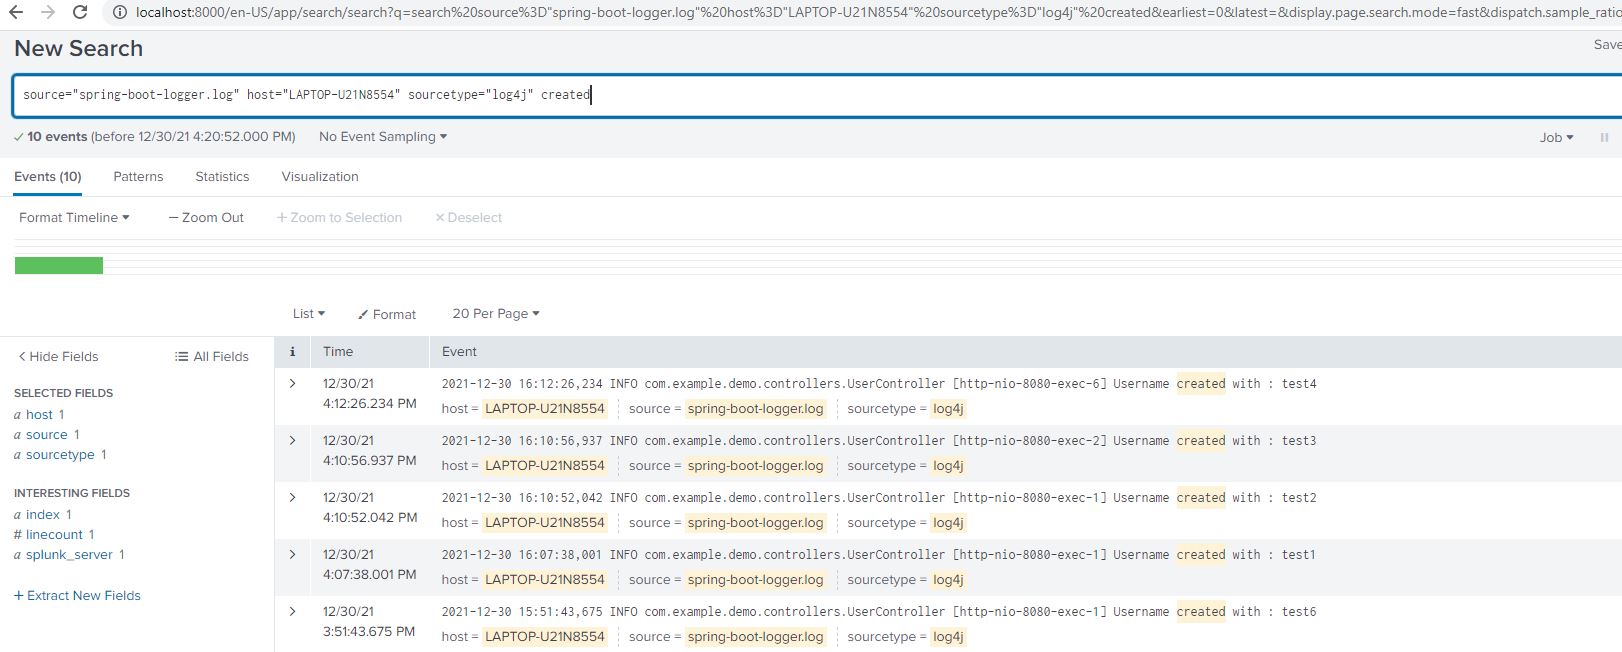 localhost:8000/en-US/app/search/search?q=search%20source%3D"spring-boot-logger.log"%20host%3D"LAPTOP-U21N8554"%20sourcetype%3D"log4j"%20created&earliest=0&latest=&display.page.search.mode=fast&dispatch.sample_ratio
New Search
Save
source="spring-boot-logger.log" host="LAPTOP-U21N8554" sourcetype="log4j" created
✓ 10 events (before 12/30/21 4:20:52.000 PM) No Event Sampling ▾
Job ▾
Events (10) Patterns Statistics Visualization
Format Timeline ▾ — Zoom Out + Zoom to Selection × Deselect
List ▾ Format 20 Per Page ▾
< Hide Fields All Fields
SELECTED FIELDS
a host 1
a source 1
a sourcetype 1
INTERESTING FIELDS
a index 1
# linecount 1
a splunk_server 1
+ Extract New Fields
i Time Event
> 12/30/21 2021-12-30 16:12:26,234 INFO com.example.demo.controllers.UserController [http-nio-8080-exec-6] Username created with : test4
4:12:26.234 PM host = LAPTOP-U21N8554 source = spring-boot-logger.log sourcetype = log4j
> 12/30/21 2021-12-30 16:10:56,937 INFO com.example.demo.controllers.UserController [http-nio-8080-exec-2] Username created with : test3
4:10:56.937 PM host = LAPTOP-U21N8554 source = spring-boot-logger.log sourcetype = log4j
> 12/30/21 2021-12-30 16:10:52,042 INFO com.example.demo.controllers.UserController [http-nio-8080-exec-1] Username created with : test2
4:10:52.042 PM host = LAPTOP-U21N8554 source = spring-boot-logger.log sourcetype = log4j
> 12/30/21 2021-12-30 16:07:38,001 INFO com.example.demo.controllers.UserController [http-nio-8080-exec-1] Username created with : test1
4:07:38.001 PM host = LAPTOP-U21N8554 source = spring-boot-logger.log sourcetype = log4j
> 12/30/21 2021-12-30 15:51:43,675 INFO com.example.demo.controllers.UserController [http-nio-8080-exec-1] Username created with : test6
3:51:43.675 PM host = LAPTOP-U21N8554 source = spring-boot-logger.log sourcetype = log4j